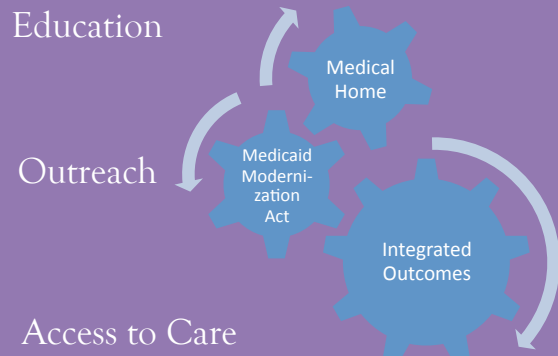 Education
Medical
Home
Outreach
Medicaid
Moderni-
zation
Act
Integrated
Outcomes
Access to Care